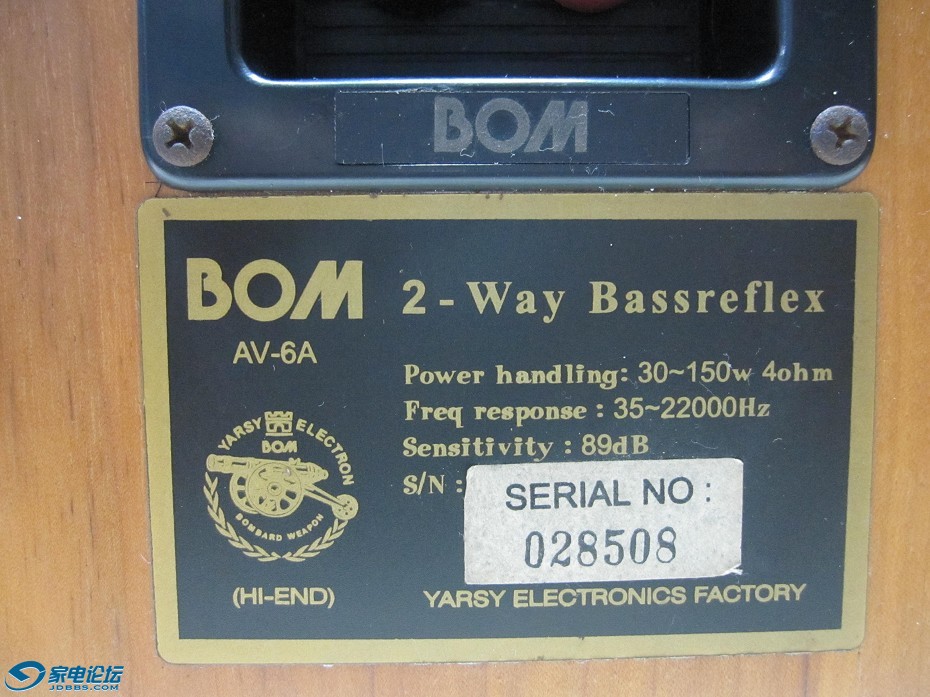 BOM
BOM
2-Way Bassreflex
AV-6A
Power handling: 30~150w 4ohm
Freq response : 35~22000Hz
Sensitivity : 89dB
S/N :
SERIAL NO :
028508
YARSY ELECTRON
BOM
BOMBARD WEAPON
(HI-END)
YARSY ELECTRONICS FACTORY
家电论坛
JDBBS.COM